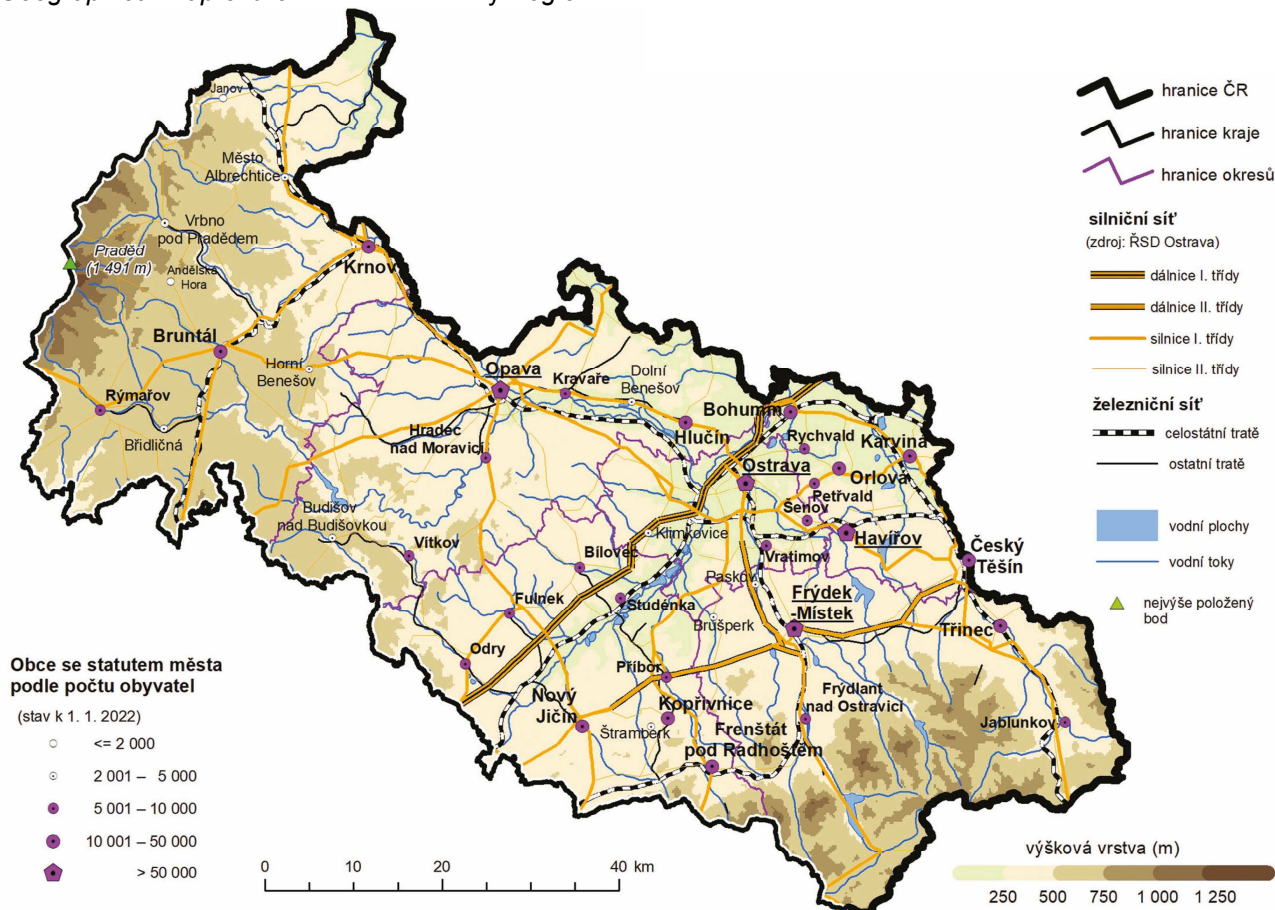 Janov
Město
Albrechtice
Vrbno
pod Pradědem
Praděd
(1 491 m)
Andělská
Hora
Krnov
Bruntál
Horní
Benešov
Rýmařov
Břidličná
Opava
Kravaře
Dolní
Benešov
Hlučín
Bohumín
Rychvald
Karviná
Orlová
Ostrava
Petřvald
Šenov
Havířov
Hradec
nad Moravicí
Budišov
nad Budišovkou
Vítkov
Bílovec
Klimkovice
Vratimov
Český
Těšín
Paskov
Frýdek
-Místek
Fulnek
Studénka
Brušperk
Třinec
Odry
Příbor
Nový
Jičín
Kopřivnice
Štramberk
Frýdlant
nad Ostravicí
Frenštát
pod Radhoštěm
Jablunkov
hranice ČR
hranice kraje
hranice okresů
silniční síť
(zdroj: ŘSD Ostrava)
dálnice I. třídy
dálnice II. třídy
silnice I. třídy
silnice II. třídy
železniční síť
celostátní tratě
ostatní tratě
vodní plochy
vodní toky
nejvýše položený
bod
Obce se statutem města
podle počtu obyvatel
(stav k 1. 1. 2022)
<= 2 000
2 001 – 5 000
5 001 – 10 000
10 001 – 50 000
> 50 000
0 10 20 40 km
výšková vrstva (m)
250 500 750 1 000 1 250